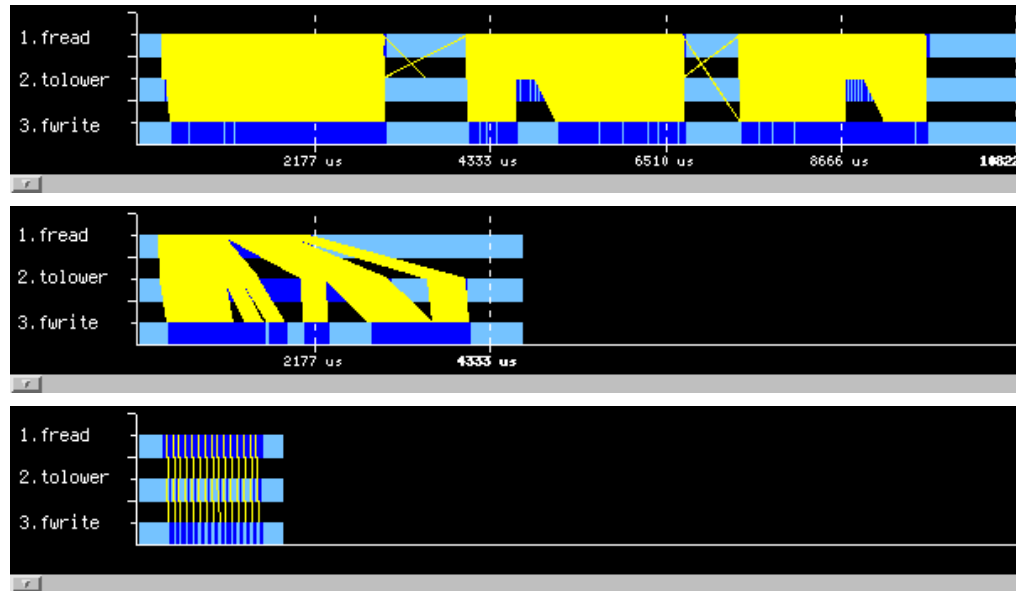 1.fread
2.tolower
3.fwrite
2177 us 4333 us 6510 us 8666 us 10822
1.fread
2.tolower
3.fwrite
2177 us 4333 us
1.fread
2.tolower
3.fwrite